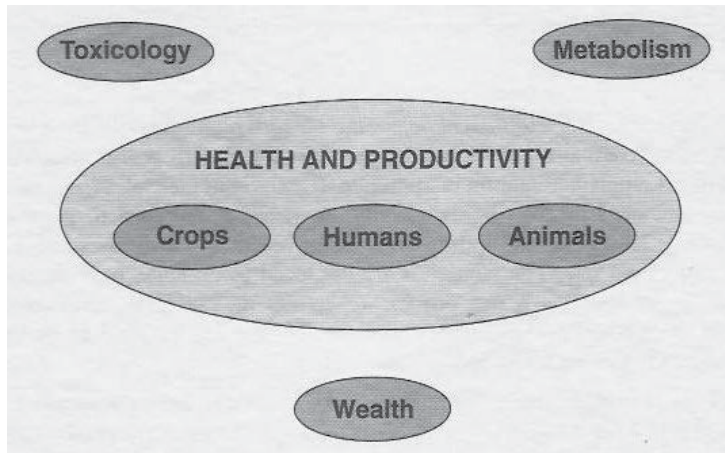 Toxicology
Metabolism
HEALTH AND PRODUCTIVITY
Crops
Humans
Animals
Wealth